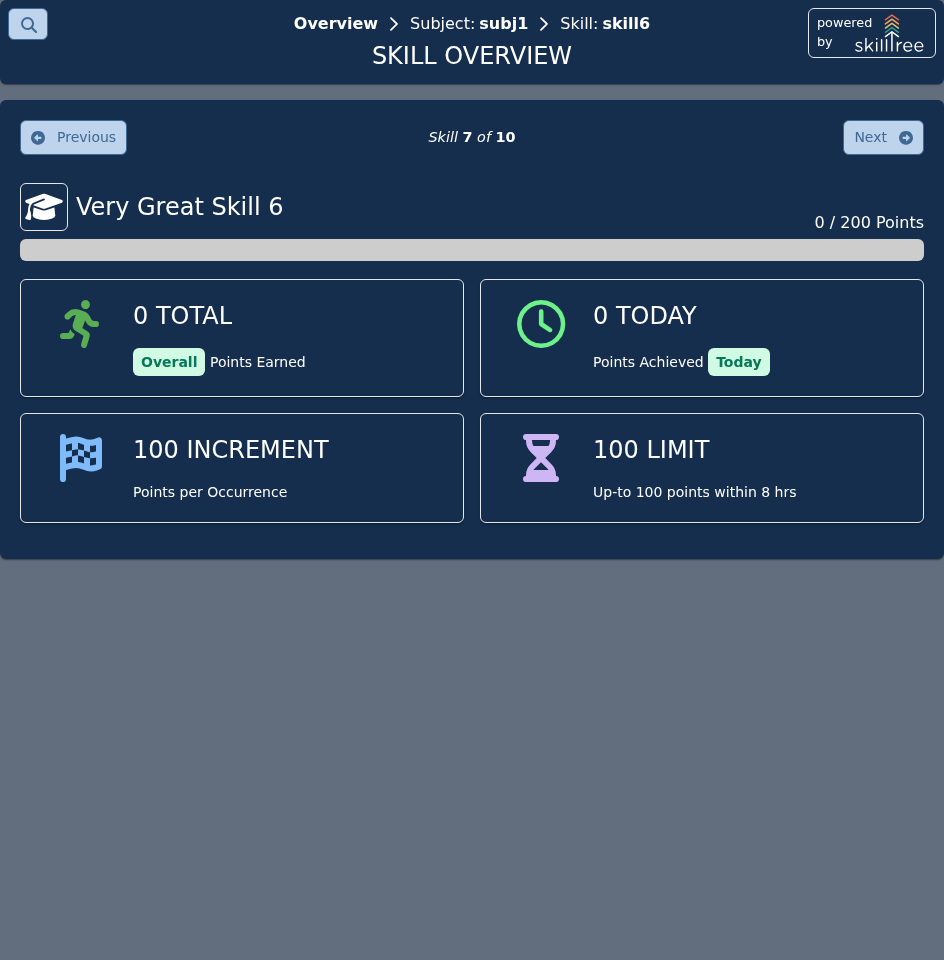 Overview Subject: subj1 Skill: skill6
SKILL OVERVIEW
powered
by skilltree
Previous Skill 7 of 10 Next
Very Great Skill 6
0 / 200 Points
0 TOTAL
Overall Points Earned
0 TODAY
Points Achieved Today
100 INCREMENT
Points per Occurrence
100 LIMIT
Up-to 100 points within 8 hrs